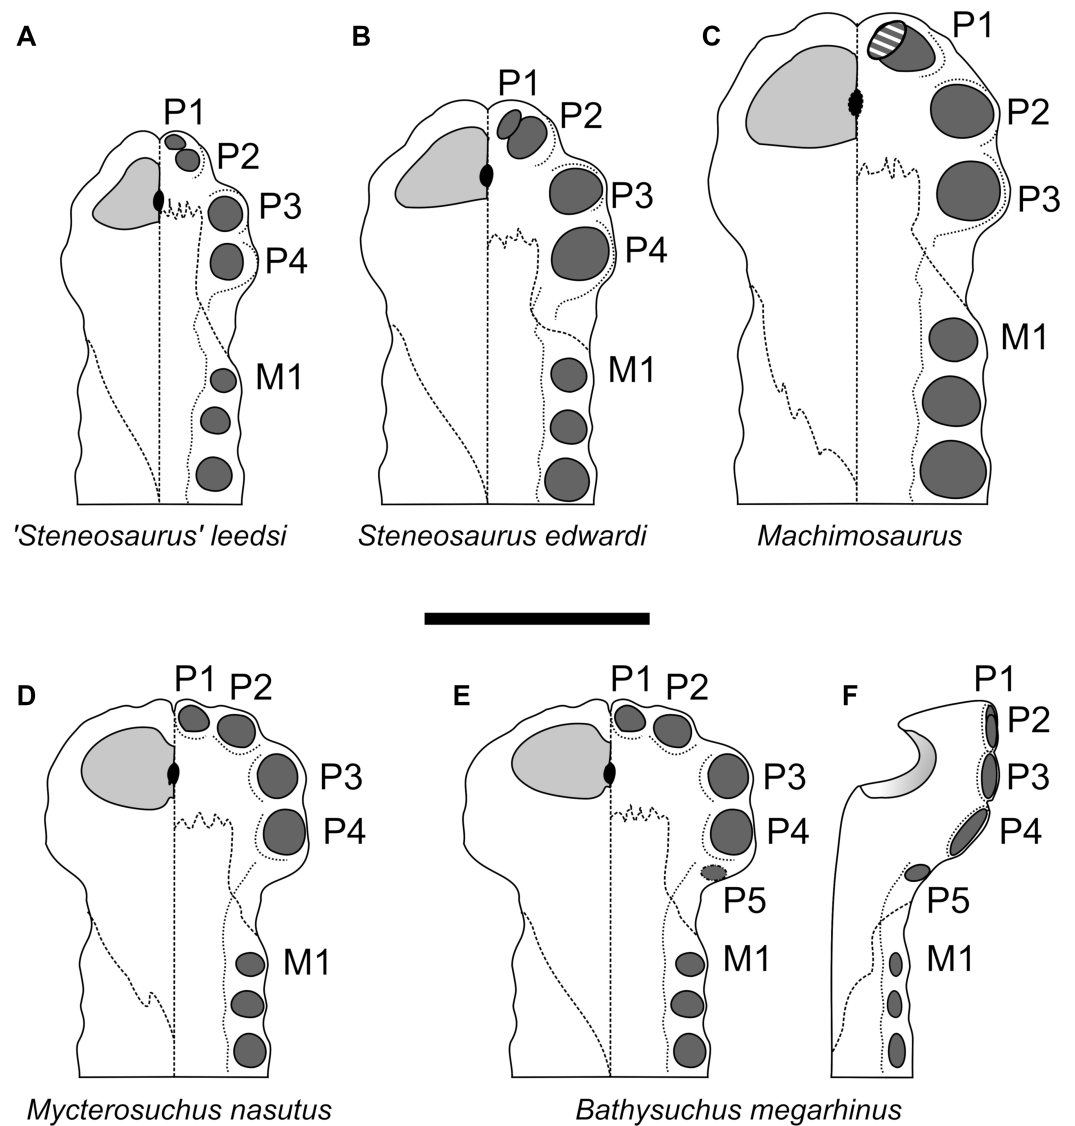 A
P1
P2
P3
P4
M1
'Steneosaurus' leedsi
B
P1
P2
P3
P4
M1
Steneosaurus edwardi
C
P1
P2
P3
M1
Machimosaurus
D
P1
P2
P3
P4
M1
Mycterosuchus nasutus
E
P1
P2
P3
P4
P5
M1
F
P1
P2
P3
P4
P5
M1
Bathysuchus megarhinus